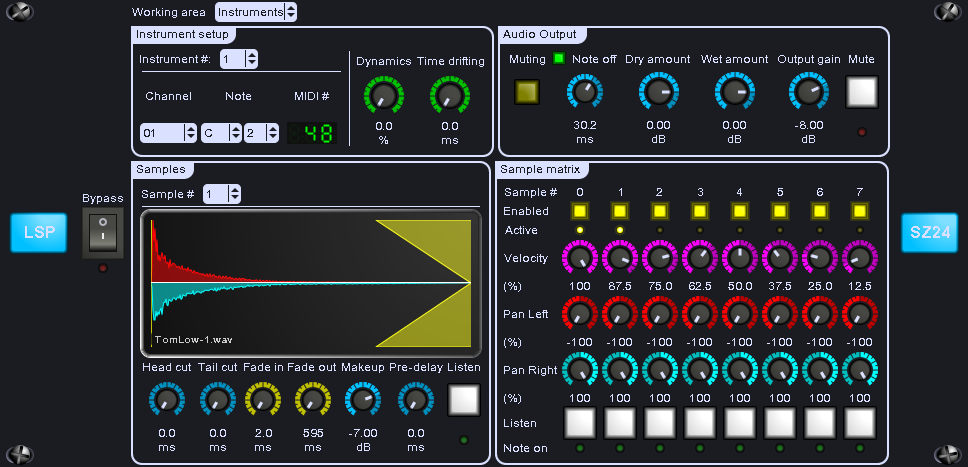 Working area Instruments
Instrument setup
Instrument #: 1
Channel Note MIDI #
01 C 2 48
Dynamics Time drifting
0.0 0.0
% ms
Audio Output
Muting Note off Dry amount Wet amount Output gain Mute
30.2 0.00 0.00 -8.00
ms dB dB dB
Bypass
LSP
Samples
Sample # 1
TomLow-1.wav
Head cut Tail cut Fade in Fade out Makeup Pre-delay Listen
0.0 0.0 2.0 595 -7.00 0.0
ms ms ms ms dB ms
Sample matrix
Sample # 0 1 2 3 4 5 6 7
Enabled
Active
Velocity
(%) 100 87.5 75.0 62.5 50.0 37.5 25.0 12.5
Pan Left
(%) -100 -100 -100 -100 -100 -100 -100 -100
Pan Right
(%) 100 100 100 100 100 100 100 100
Listen
Note on
SZ24